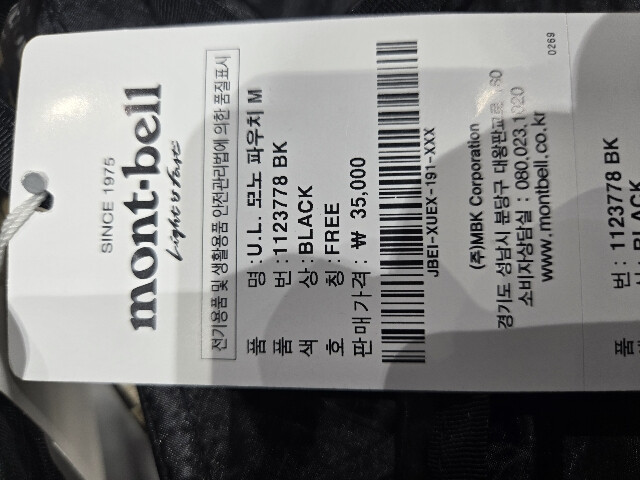 SINCE 1975
mont-bell
Light & Fast
전기용품 및 생활용품 안전관리법에 의한 품질표시
품 명 : U.L. 모노 파우치 M
품 번 : 1123778 BK
색 상 : BLACK
호 칭 : FREE
판매가격 : ₩ 35,000
JBEI-XUEX-191-XXX
(주)MBK Corporation
경기도 성남시 분당구 대왕판교로
소비자상담실 : 080.023.1020
www.montbell.co.kr
0269
품 번 : 1123778 BK